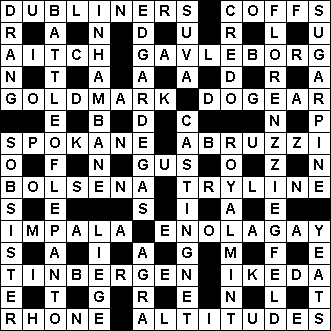 DUBLINERS COFFS
R A N D U R L U
AITCH GAVLEBORG
N T A A A D R G
GOLDMARK DOGEAR
E B D C N P
SPOKANE ABRUZZI
O F N GUS O Z N
BOLSENA TRYLINE
S E S I A E
IMPALA ENOLAGAY
S A I A G M F E
TINBERGEN IKEDA
E T G R E N L T
RHONE ALTITUDES